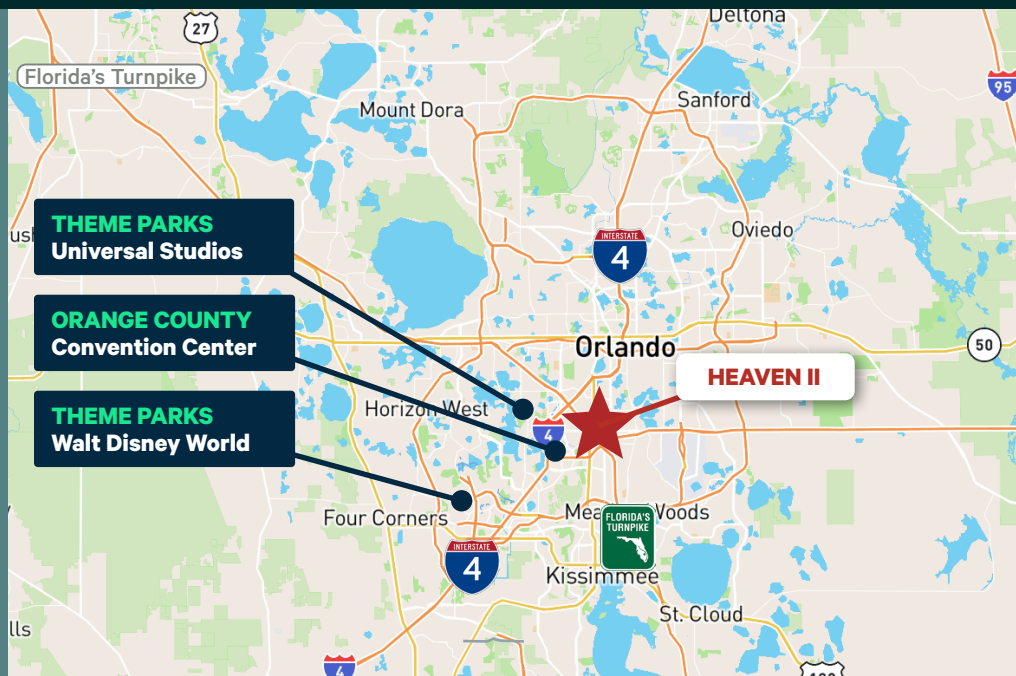 Deltona
27
Florida's Turnpike
95
Sanford
Mount Dora
THEME PARKS
Universal Studios
Oviedo
INTERSTATE
4
ORANGE COUNTY
Convention Center
Orlando
50
HEAVEN II
THEME PARKS
Walt Disney World
Horizon West
4
Four Corners
FLORIDA'S
TURNPIKE
INTERSTATE
4
Kissimmee
St. Cloud
lls
4